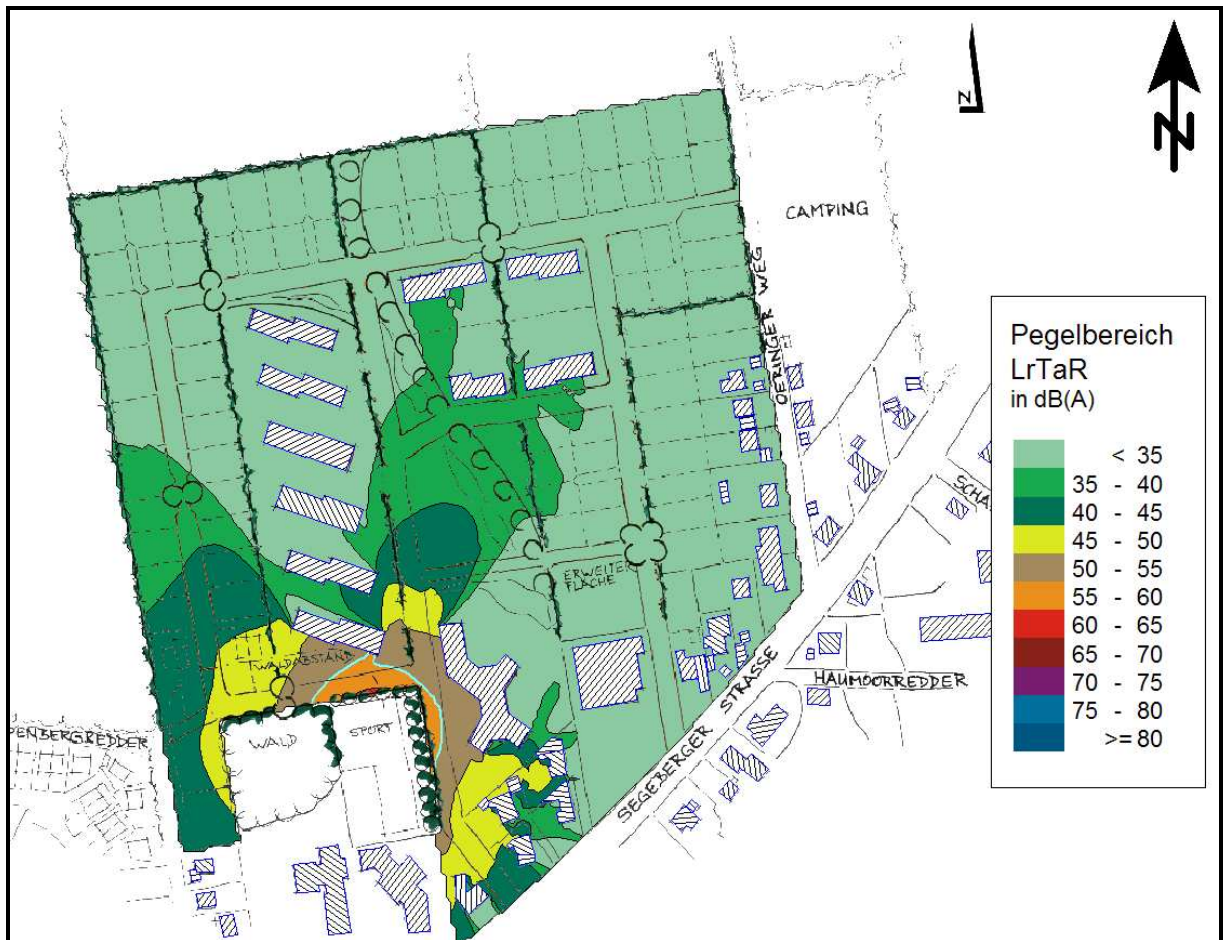 N
N
CAMPING
OERINGER WEG
Pegelbereich
LrTaR
in dB(A)
< 35
35 - 40
40 - 45
45 - 50
50 - 55
55 - 60
60 - 65
65 - 70
70 - 75
75 - 80
>= 80
SCHA
ERWEITER
FLÄCHE
WALDABSTAND
HAUMOORREDDER
SEGEBERGER STRASSE
PENBERGREDDER
WALD
SPORT